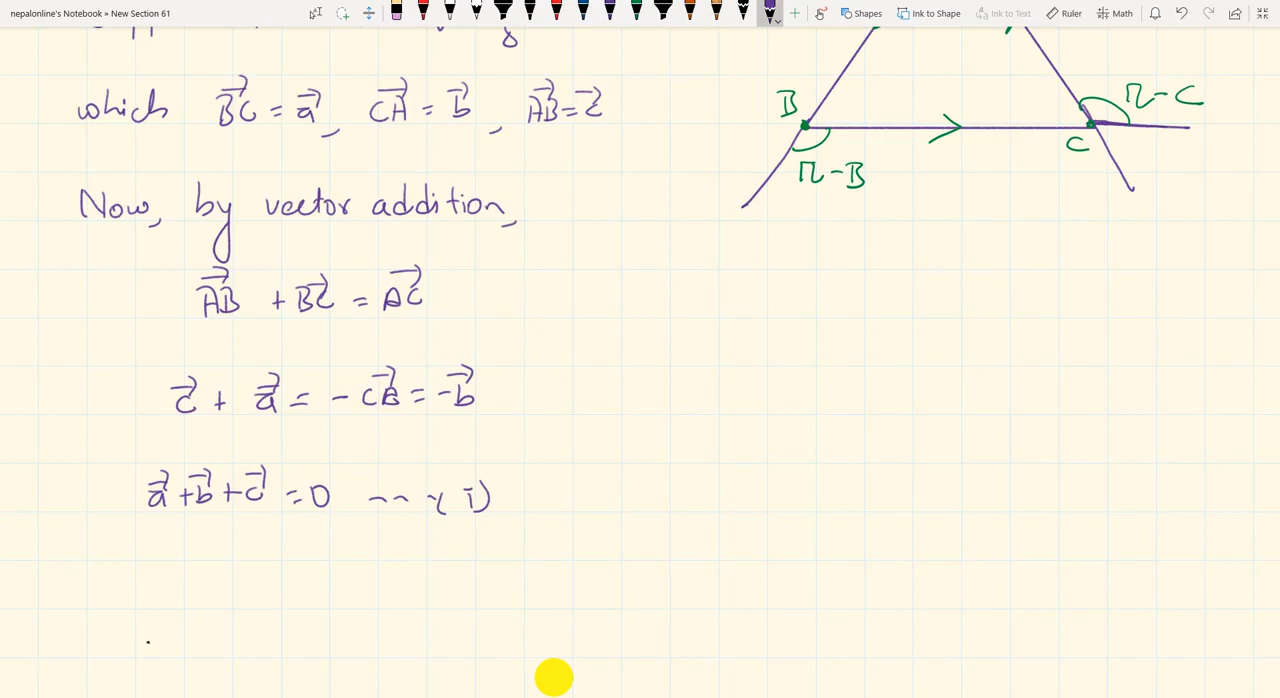 nepalonline's Notebook » New Section 61
Shapes Ink to Shape Ink to Text Ruler Math
which BC⃗ = a⃗, CA⃗ = b⃗, AB⃗ = c⃗
B
π-C
C
π-B
Now, by vector addition,
AB⃗ + BC⃗ = AC⃗
c⃗ + a⃗ = - CB⃗ = -b⃗
a⃗ + b⃗ + c⃗ = 0 --- (i)